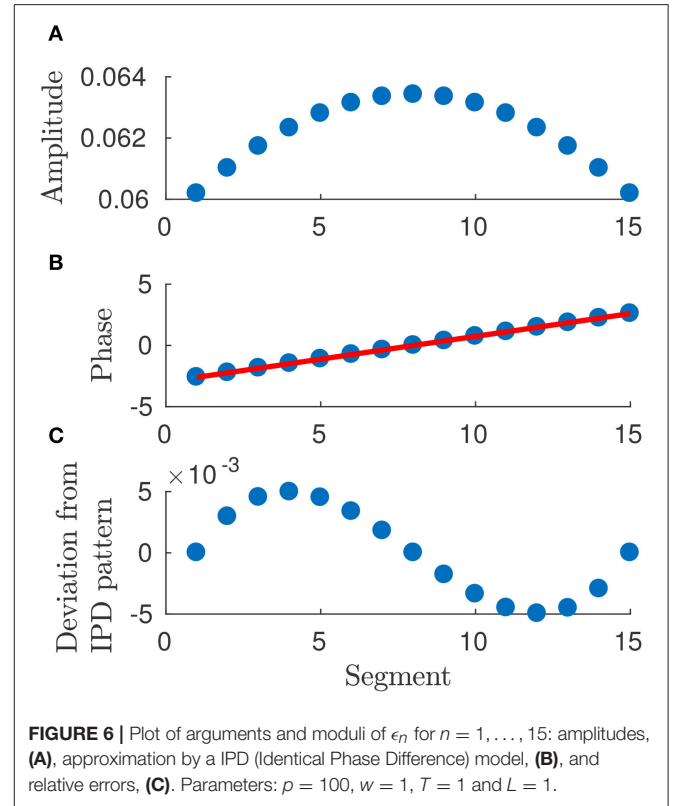 A
Amplitude
0.064
0.062
0.06
0 5 10 15
B
Phase
5
0
-5
0 5 10 15
C
Deviation from
IPD pattern
×10⁻³
5
0
-5
0 5 10 15
Segment
FIGURE 6 | Plot of arguments and moduli of ϵₙ for n = 1, . . . , 15: amplitudes,
(A), approximation by a IPD (Identical Phase Difference) model, (B), and
relative errors, (C). Parameters: p = 100, w = 1, T = 1 and L = 1.